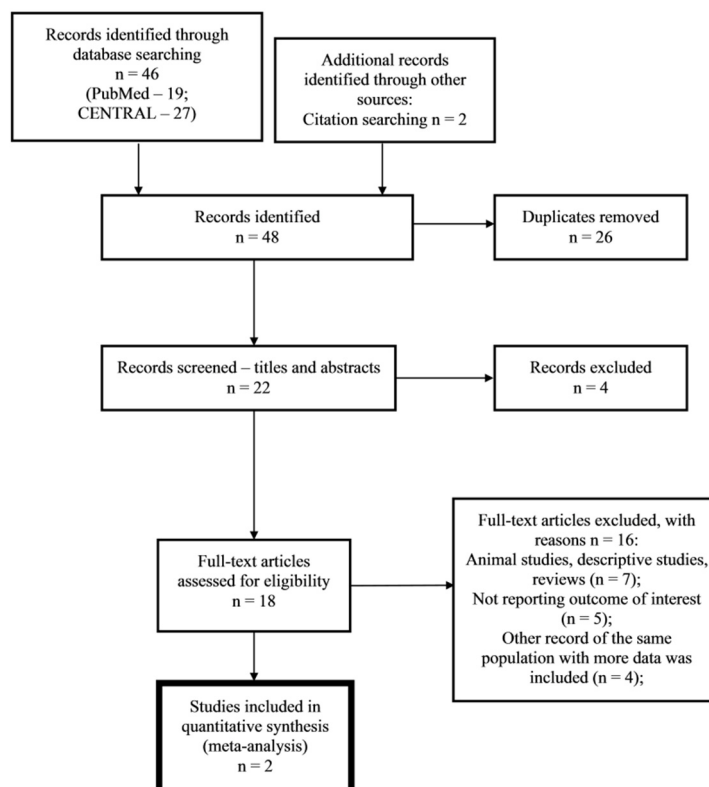 Records identified through
database searching
n = 46
(PubMed – 19;
CENTRAL – 27)
Additional records
identified through other
sources:
Citation searching n = 2
Records identified
n = 48
Duplicates removed
n = 26
Records screened – titles and abstracts
n = 22
Records excluded
n = 4
Full-text articles
assessed for eligibility
n = 18
Full-text articles excluded, with
reasons n = 16:
Animal studies, descriptive studies,
reviews (n = 7);
Not reporting outcome of interest
(n = 5);
Other record of the same
population with more data was
included (n = 4);
Studies included in
quantitative synthesis
(meta-analysis)
n = 2